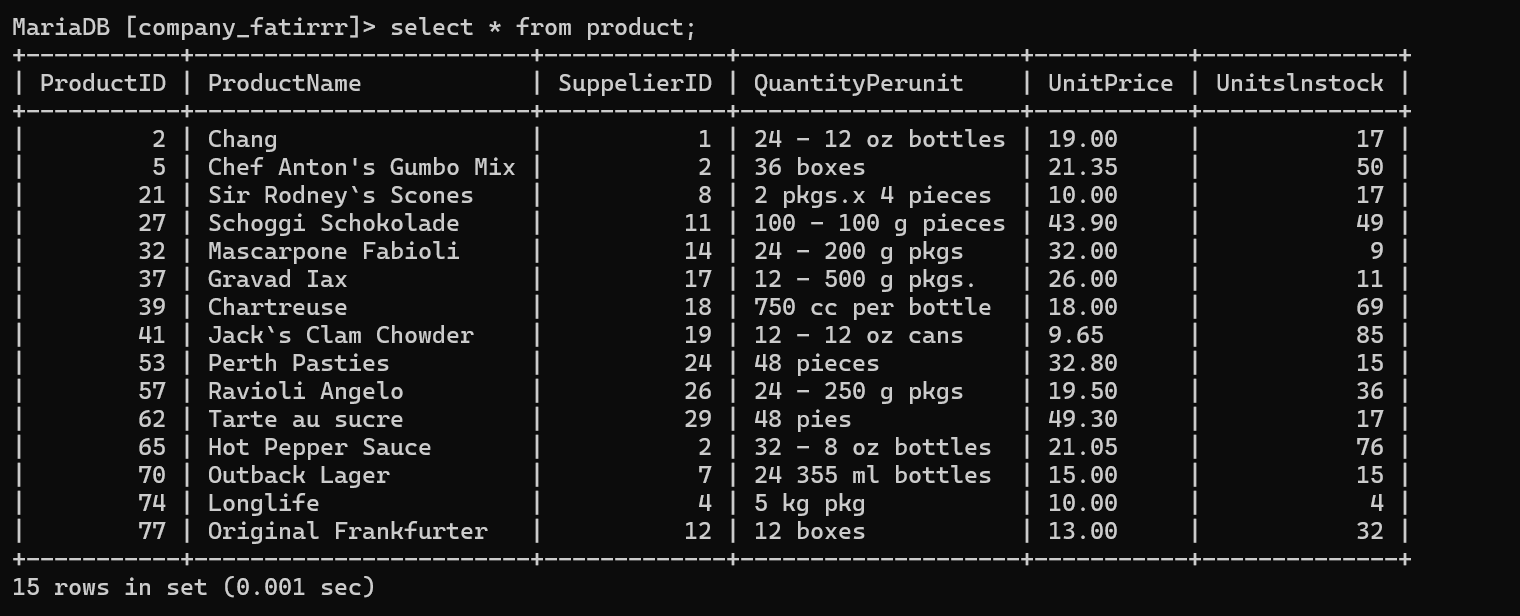 MariaDB [company_fatirrr]> select * from product;
+-----------+------------------------+-------------+--------------------+-----------+--------------+
| ProductID | ProductName            | SuppelierID | QuantityPerunit    | UnitPrice | Unitslnstock |
+-----------+------------------------+-------------+--------------------+-----------+--------------+
|         2 | Chang                  |           1 | 24 - 12 oz bottles | 19.00     |           17 |
|         5 | Chef Anton's Gumbo Mix |           2 | 36 boxes           | 21.35     |           50 |
|        21 | Sir Rodney`s Scones    |           8 | 2 pkgs.x 4 pieces  | 10.00     |           17 |
|        27 | Schoggi Schokolade     |          11 | 100 - 100 g pieces | 43.90     |           49 |
|        32 | Mascarpone Fabioli     |          14 | 24 - 200 g pkgs    | 32.00     |            9 |
|        37 | Gravad Iax             |          17 | 12 - 500 g pkgs.   | 26.00     |           11 |
|        39 | Chartreuse             |          18 | 750 cc per bottle  | 18.00     |           69 |
|        41 | Jack`s Clam Chowder    |          19 | 12 - 12 oz cans    | 9.65      |           85 |
|        53 | Perth Pasties          |          24 | 48 pieces          | 32.80     |           15 |
|        57 | Ravioli Angelo         |          26 | 24 - 250 g pkgs    | 19.50     |           36 |
|        62 | Tarte au sucre         |          29 | 48 pies            | 49.30     |           17 |
|        65 | Hot Pepper Sauce       |           2 | 32 - 8 oz bottles  | 21.05     |           76 |
|        70 | Outback Lager          |           7 | 24 355 ml bottles  | 15.00     |           15 |
|        74 | Longlife               |           4 | 5 kg pkg           | 10.00     |            4 |
|        77 | Original Frankfurter   |          12 | 12 boxes           | 13.00     |           32 |
+-----------+------------------------+-------------+--------------------+-----------+--------------+
15 rows in set (0.001 sec)